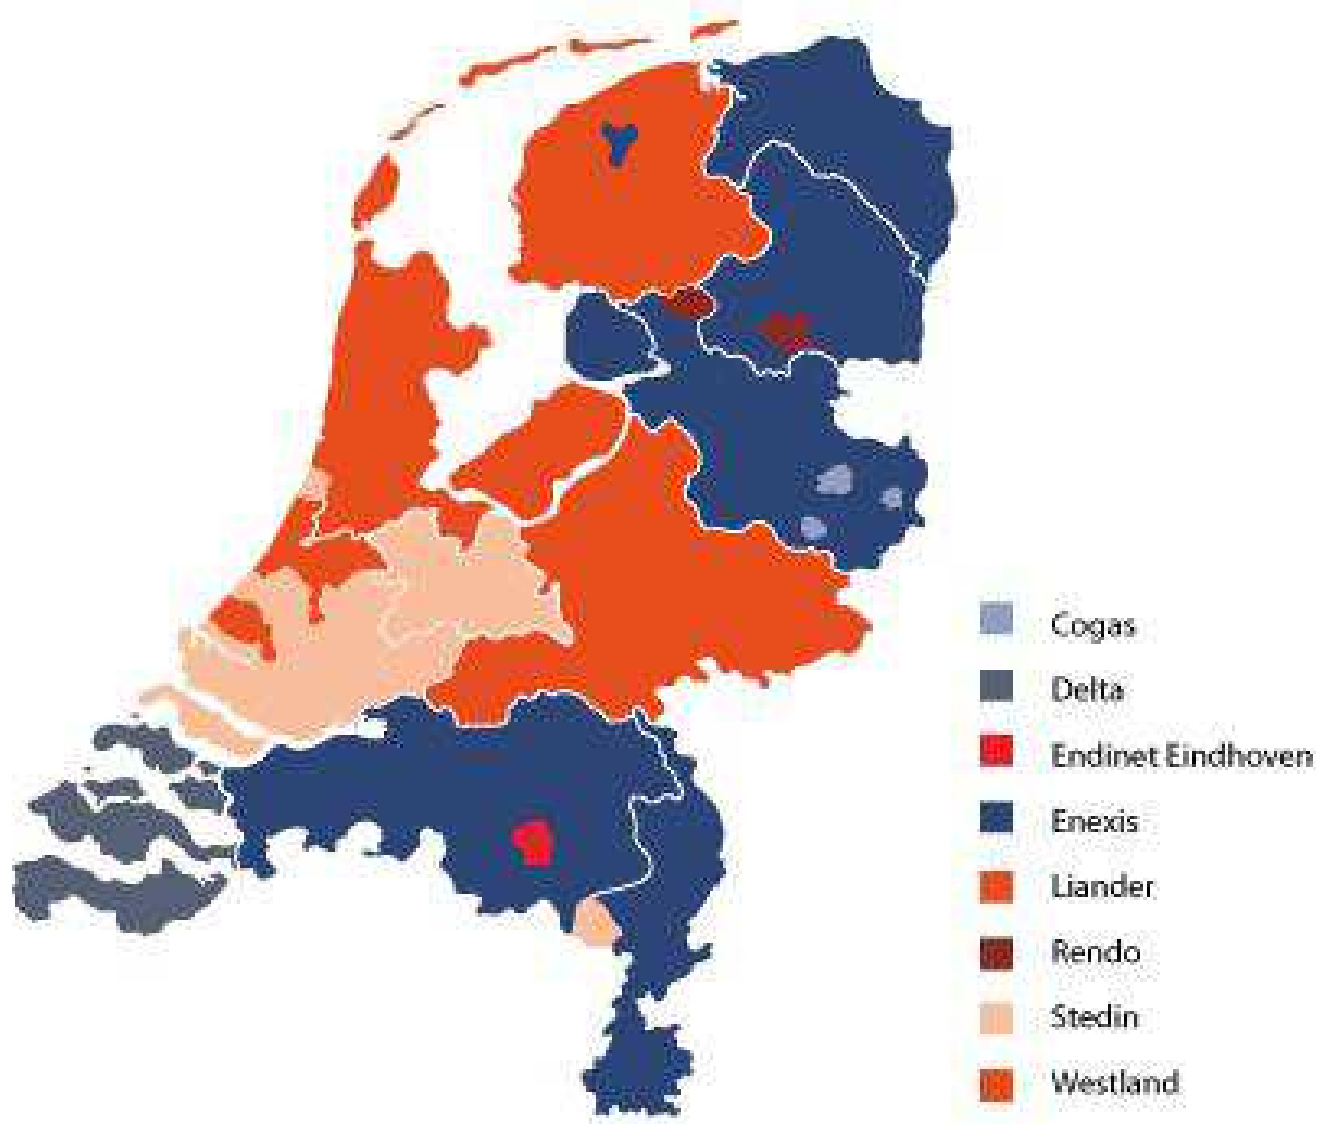 Cogas
Delta
Endinet Eindhoven
Enexis
Liander
Rendo
Stedin
Westland